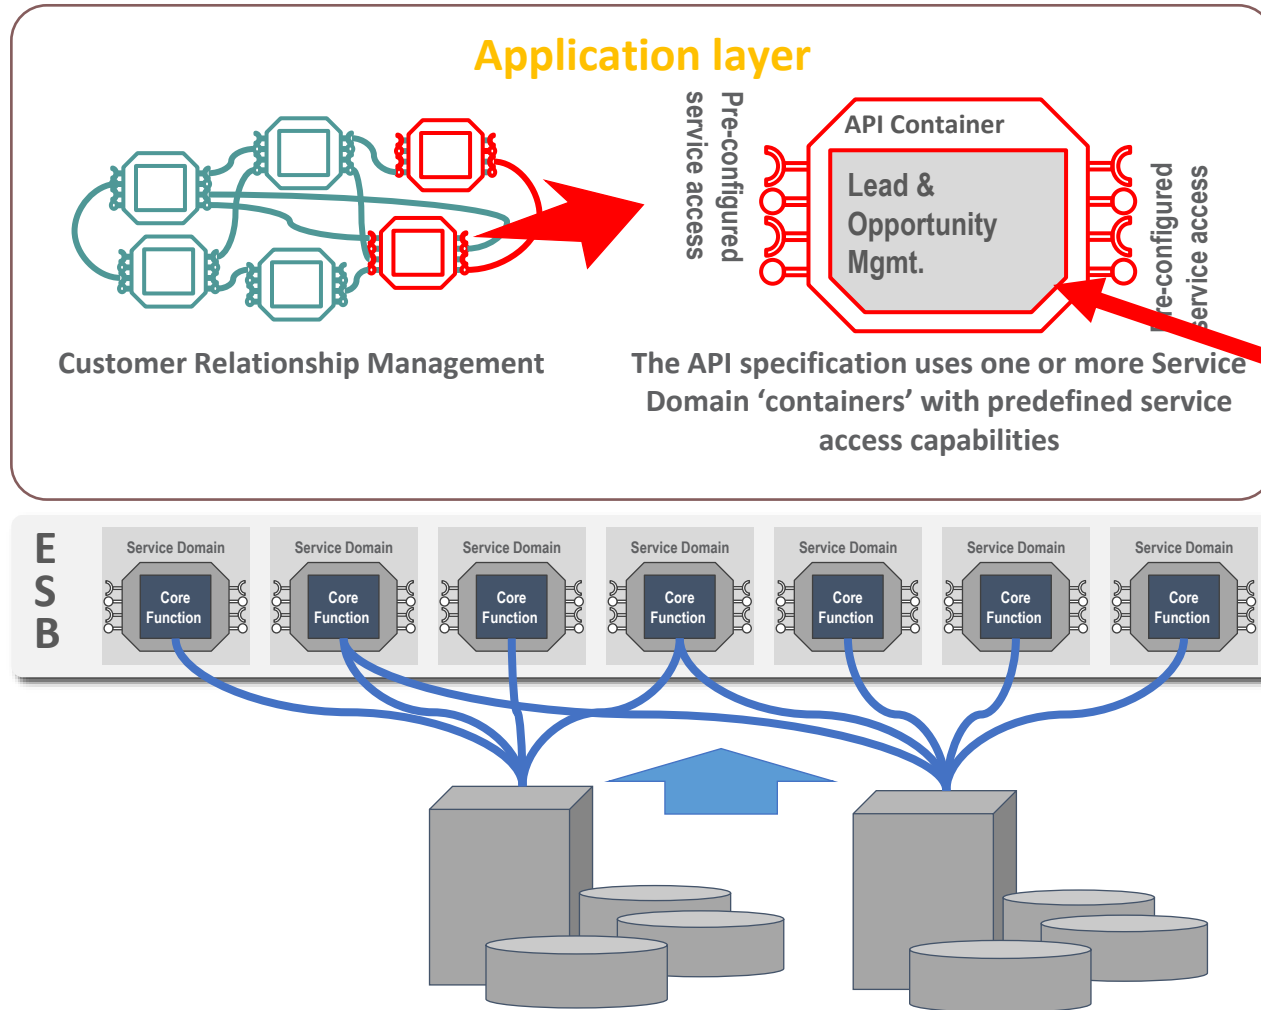 Application layer
Pre-configured
service access
API Container
Lead &
Opportunity
Mgmt.
Pre-configured
service access
Customer Relationship Management
The API specification uses one or more Service
Domain ‘containers’ with predefined service
access capabilities
E
S
B
Service Domain
Core
Function
Service Domain
Core
Function
Service Domain
Core
Function
Service Domain
Core
Function
Service Domain
Core
Function
Service Domain
Core
Function
Service Domain
Core
Function